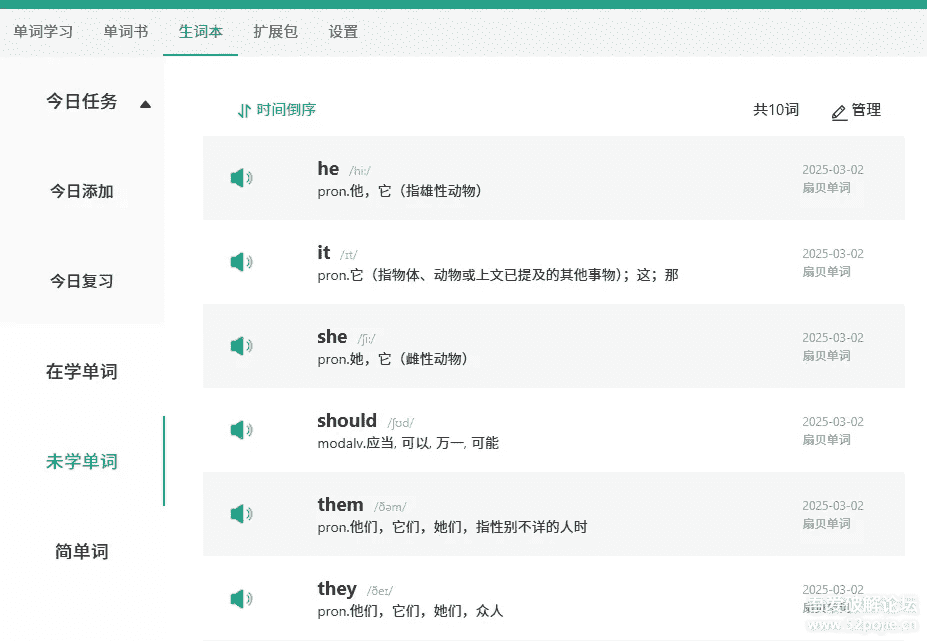 单词学习 单词书 生词本 扩展包 设置
今日任务
今日添加
今日复习
在学单词
未学单词
简单词
时间倒序 共10词 管理
he /hiː/ 2025-03-02
pron.他，它（指雄性动物） 扇贝单词
it /ɪt/ 2025-03-02
pron.它（指物体、动物或上文已提及的其他事物）；这；那 扇贝单词
she /ʃiː/ 2025-03-02
pron.她，它（雌性动物） 扇贝单词
should /ʃʊd/ 2025-03-02
modalv.应当, 可以, 万一, 可能 扇贝单词
them /ðəm/ 2025-03-02
pron.他们，它们，她们，指性别不详的人时 扇贝单词
they /ðeɪ/ 2025-03-02
pron.他们，它们，她们，众人
www.52pojie.cn